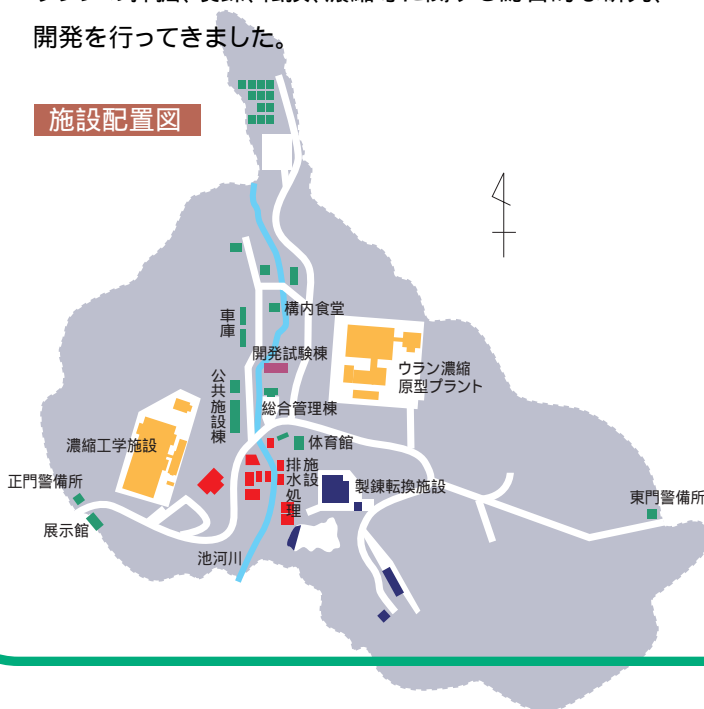 開発を行ってきました。
施設配置図
構内食堂
車庫
開発試験棟
ウラン濃縮
原型プラント
公共施設棟
総合管理棟
体育館
濃縮工学施設
排水処理
施設
製錬転換施設
正門警備所
東門警備所
展示館
池河川